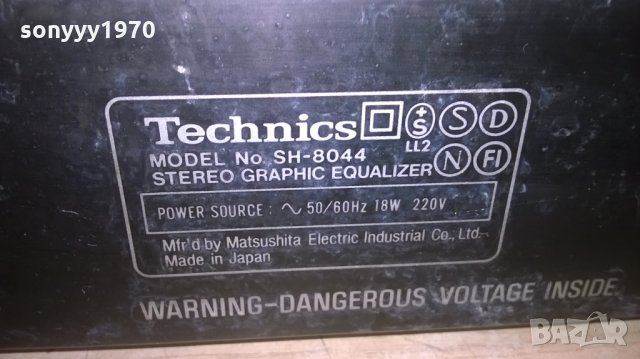 sonyyy1970
Technics
+
S
LL2
S D
N FI
MODEL No. SH-8044
STEREO GRAPHIC EQUALIZER
POWER SOURCE : ∿ 50/60Hz 18W 220V
Mfr'd by Matsushita Electric Industrial Co., Ltd.
Made in Japan
WARNING-DANGEROUS VOLTAGE INSIDE
BAZAR